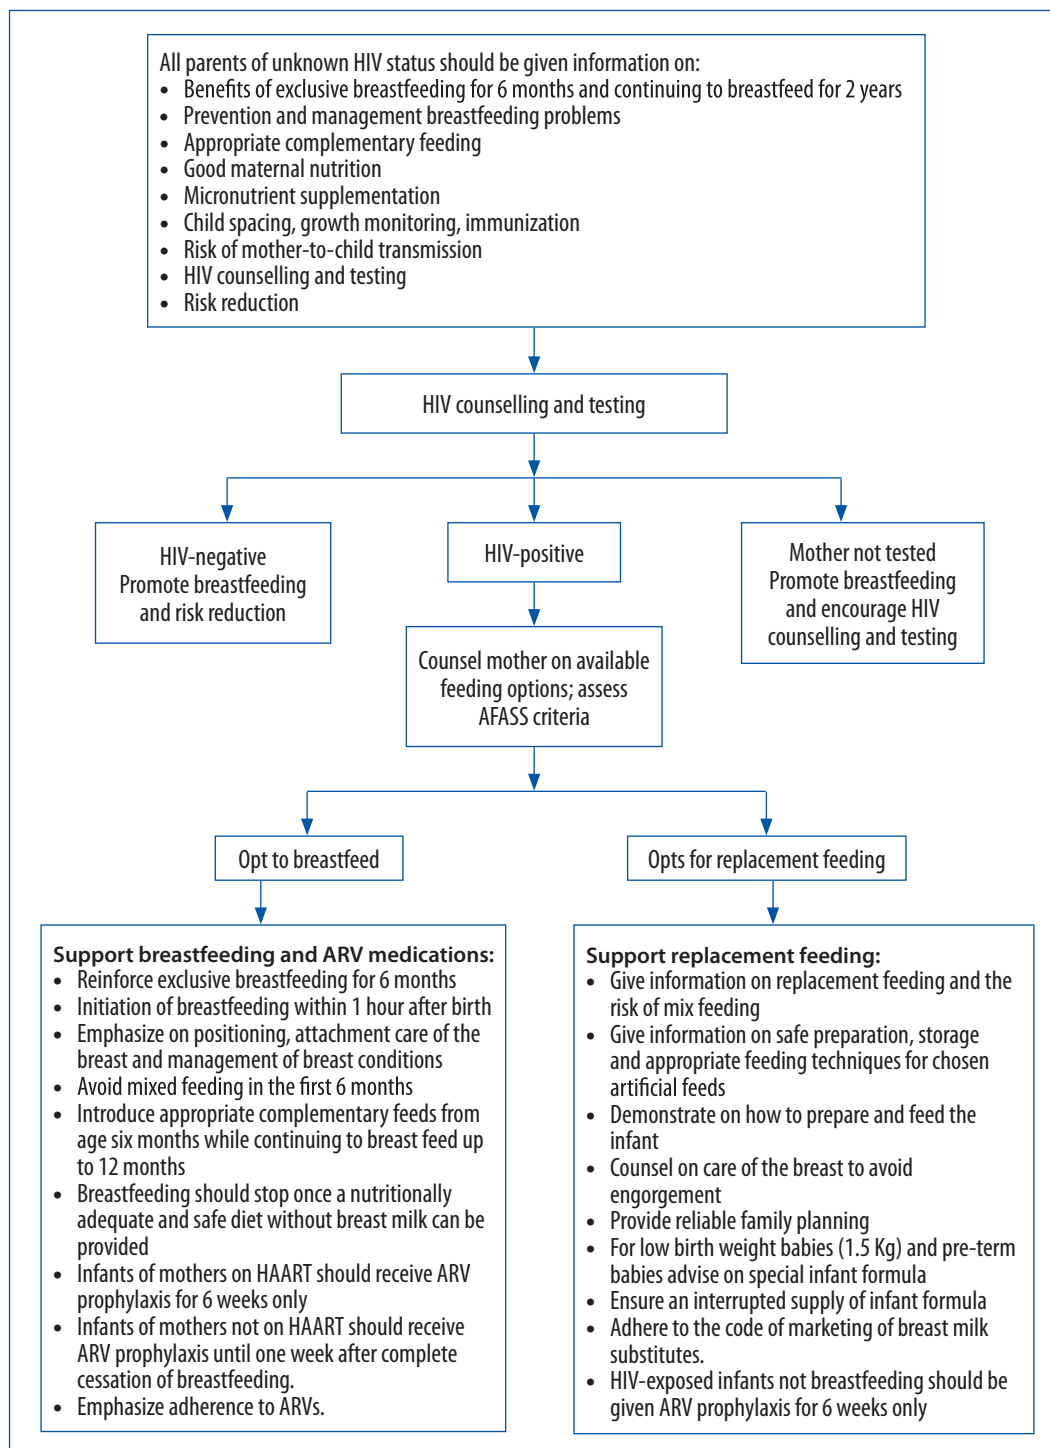 All parents of unknown HIV status should be given information on:
• Benefits of exclusive breastfeeding for 6 months and continuing to breastfeed for 2 years
• Prevention and management breastfeeding problems
• Appropriate complementary feeding
• Good maternal nutrition
• Micronutrient supplementation
• Child spacing, growth monitoring, immunization
• Risk of mother-to-child transmission
• HIV counselling and testing
• Risk reduction
HIV counselling and testing
HIV-negative
Promote breastfeeding
and risk reduction
HIV-positive
Mother not tested
Promote breastfeeding
and encourage HIV
counselling and testing
Counsel mother on available
feeding options; assess
AFASS criteria
Opt to breastfeed
Opts for replacement feeding
Support breastfeeding and ARV medications:
• Reinforce exclusive breastfeeding for 6 months
• Initiation of breastfeeding within 1 hour after birth
• Emphasize on positioning, attachment care of the
breast and management of breast conditions
• Avoid mixed feeding in the first 6 months
• Introduce appropriate complementary feeds from
age six months while continuing to breast feed up
to 12 months
• Breastfeeding should stop once a nutritionally
adequate and safe diet without breast milk can be
provided
• Infants of mothers on HAART should receive ARV
prophylaxis for 6 weeks only
• Infants of mothers not on HAART should receive
ARV prophylaxis until one week after complete
cessation of breastfeeding.
• Emphasize adherence to ARVs.
Support replacement feeding:
• Give information on replacement feeding and the
risk of mix feeding
• Give information on safe preparation, storage
and appropriate feeding techniques for chosen
artificial feeds
• Demonstrate on how to prepare and feed the
infant
• Counsel on care of the breast to avoid
engorgement
• Provide reliable family planning
• For low birth weight babies (1.5 Kg) and pre-term
babies advise on special infant formula
• Ensure an interrupted supply of infant formula
• Adhere to the code of marketing of breast milk
substitutes.
• HIV-exposed infants not breastfeeding should be
given ARV prophylaxis for 6 weeks only